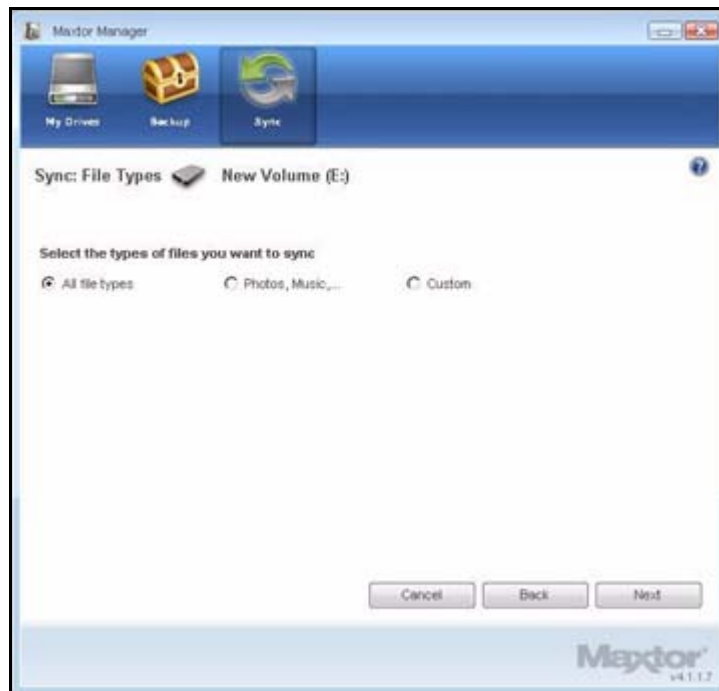 Maxtor Manager
My Drives Backup Sync
Sync: File Types New Volume (E:)
Select the types of files you want to sync
All file types Photos, Music,... Custom
Cancel Back Next
Maxtor
v4.1.1.7